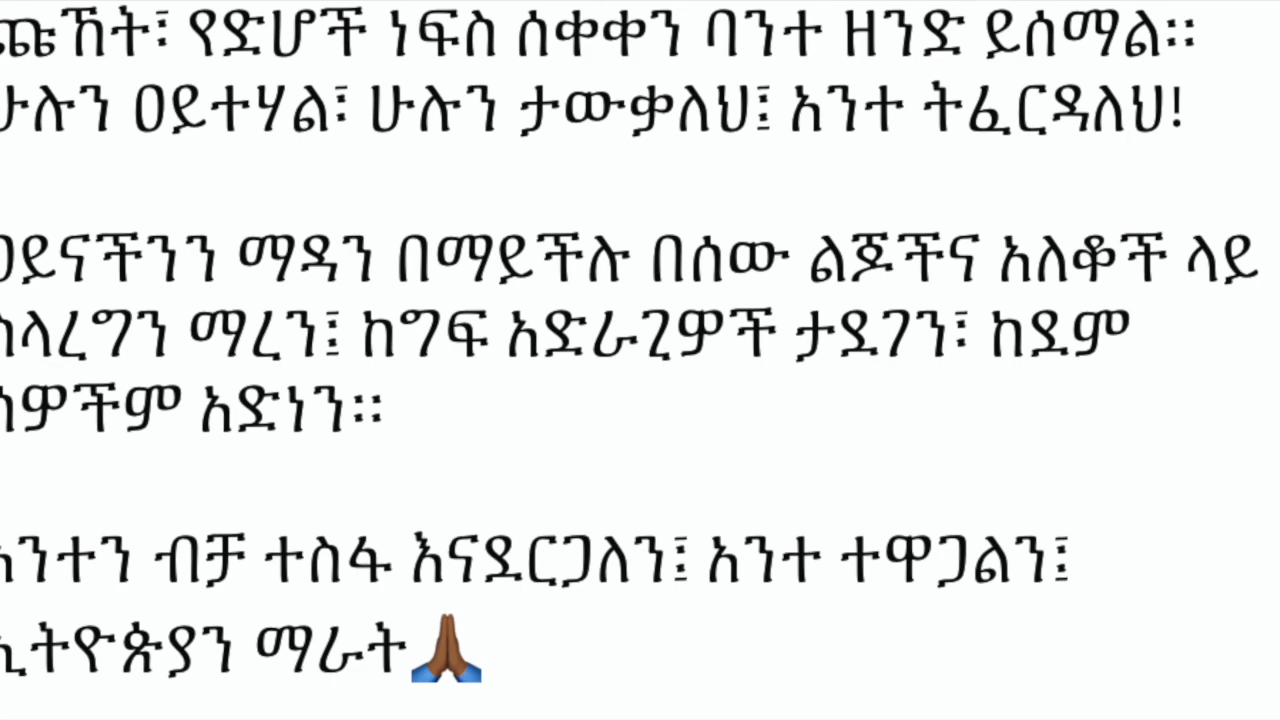 ጩኸት፣ የድሆች ነፍስ ሰቀቀን ባንተ ዘንድ ይሰማል።
ሁሉን ዐይተሃል፣ ሁሉን ታውቃለህ፤ አንተ ትፈርዳለህ!
ዐይናችንን ማዳን በማይችሉ በሰው ልጆችና አለቆች ላይ
ስላረግን ማረን፤ ከግፍ አድራጊዎች ታደገን፣ ከደም
ሰዎችም አድነን።
አንተን ብቻ ተስፋ እናደርጋለን፤ አንተ ተዋጋልን፤
ኢትዮጵያን ማራት🙏🏾